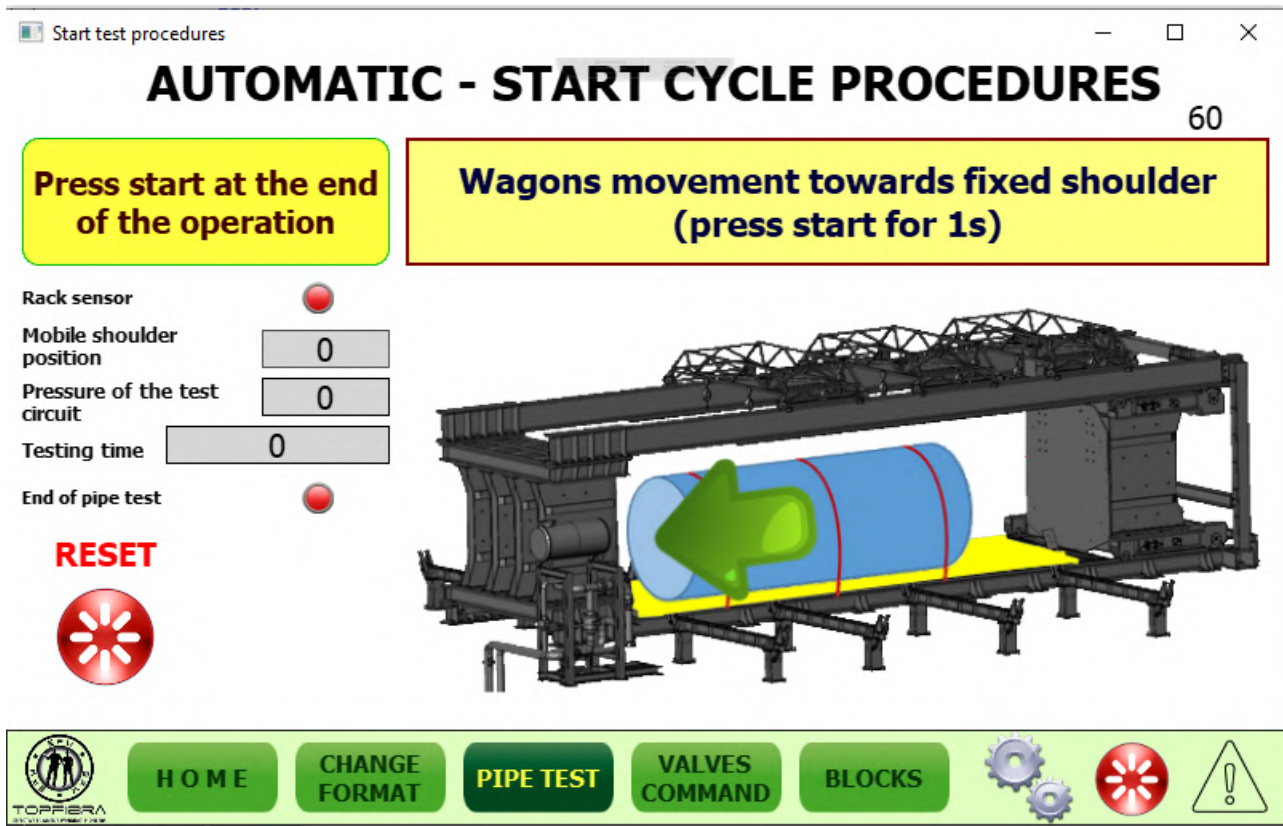 Start test procedures
AUTOMATIC - START CYCLE PROCEDURES
60
Press start at the end
of the operation
Wagons movement towards fixed shoulder
(press start for 1s)
Rack sensor
Mobile shoulder
position
0
Pressure of the test
circuit
0
Testing time
0
End of pipe test
RESET
TOPFIBRA
HOME
CHANGE
FORMAT
PIPE TEST
VALVES
COMMAND
BLOCKS